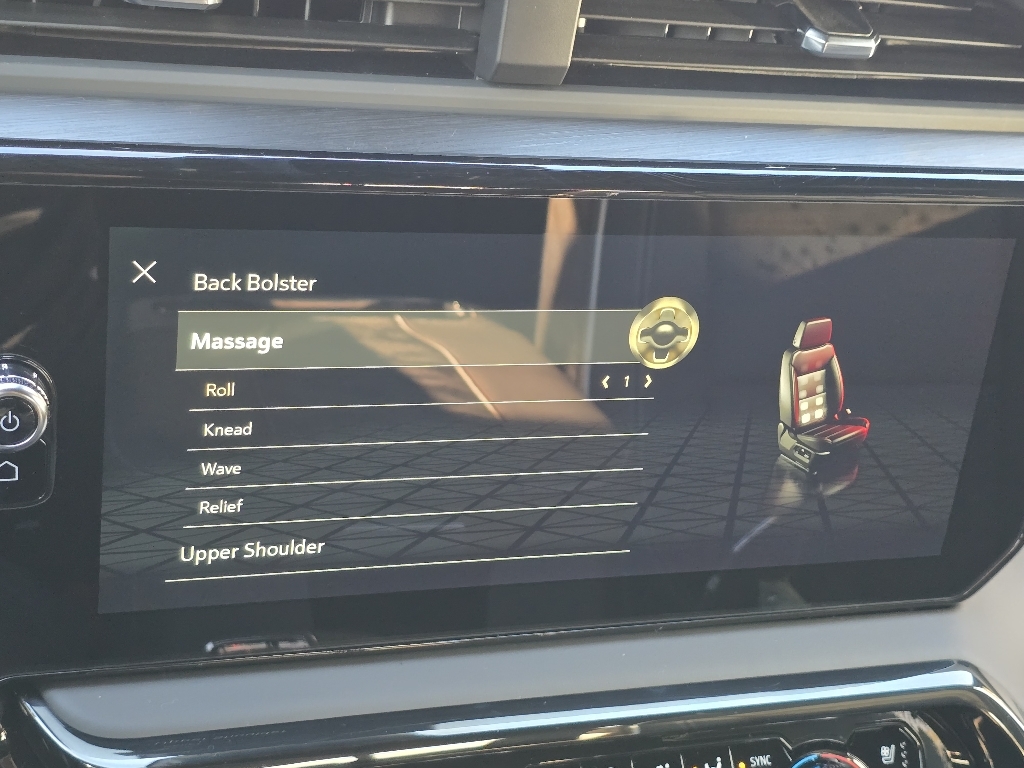 Back Bolster
Massage
Roll
1
Knead
Wave
Relief
Upper Shoulder
SYNC